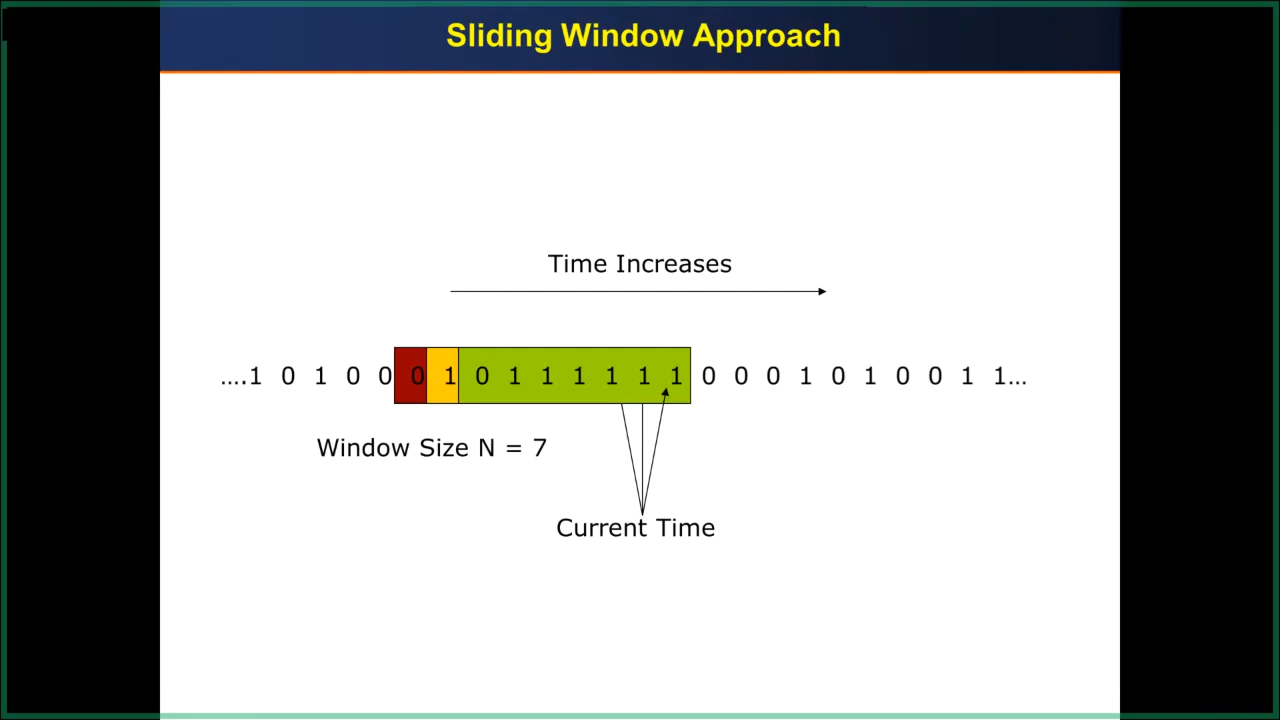 Sliding Window Approach
Time Increases
….1 0 1 0 0 0 1 0 1 1 1 1 1 1 0 0 0 1 0 1 0 0 1 1…
Window Size N = 7
Current Time